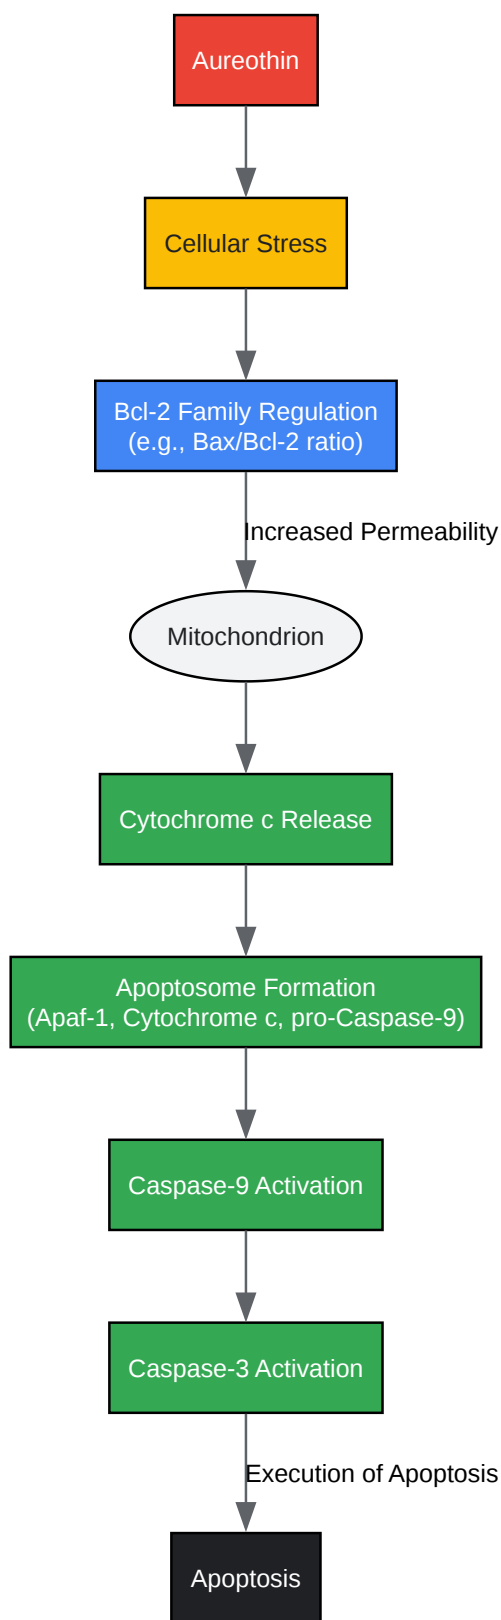 Aureothin
Cellular Stress
Bcl-2 Family Regulation
(e.g., Bax/Bcl-2 ratio)
Increased Permeability
Mitochondrion
Cytochrome c Release
Apoptosome Formation
(Apaf-1, Cytochrome c, pro-Caspase-9)
Caspase-9 Activation
Caspase-3 Activation
Execution of Apoptosis
Apoptosis